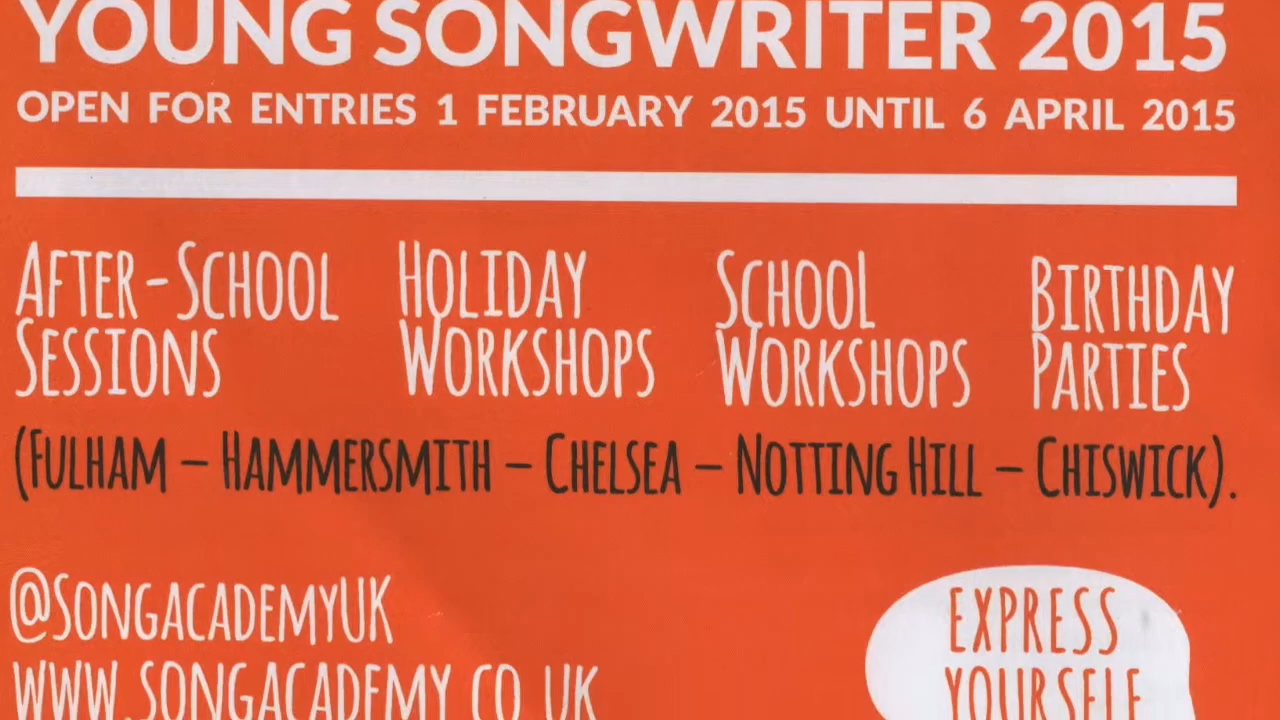 YOUNG SONGWRITER 2015
OPEN FOR ENTRIES 1 FEBRUARY 2015 UNTIL 6 APRIL 2015
AFTER-SCHOOL SESSIONS
HOLIDAY WORKSHOPS
SCHOOL WORKSHOPS
BIRTHDAY PARTIES
(FULHAM – HAMMERSMITH – CHELSEA – NOTTING HILL – CHISWICK).
@SONGACADEMYUK
WWW.SONGACADEMY.CO.UK
EXPRESS
YOURSELF